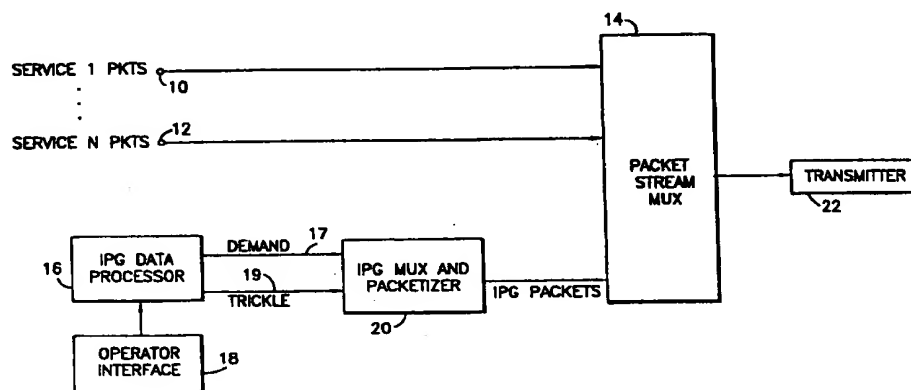 14
SERVICE 1 PKTS
10
SERVICE N PKTS
12
PACKET
STREAM
MUX
TRANSMITTER
22
IPG DATA
PROCESSOR
16
DEMAND
17
19
TRICKLE
IPG MUX AND
PACKETIZER
20
IPG PACKETS
OPERATOR
INTERFACE
18